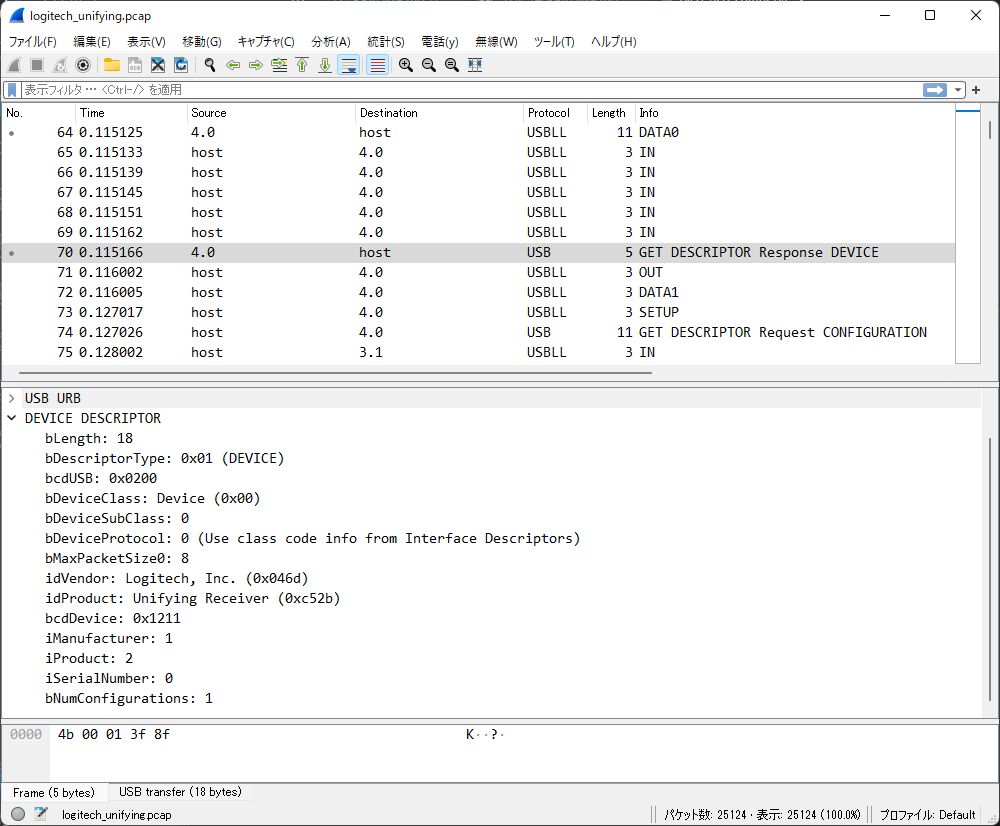 logitech_unifying.pcap
ファイル(F) 編集(E) 表示(V) 移動(G) キャプチャ(C) 分析(A) 統計(S) 電話(y) 無線(W) ツール(T) ヘルプ(H)
表示フィルタ … <Ctrl-/> を適用
No. Time Source Destination Protocol Length Info
64 0.115125 4.0 host USBLL 11 DATA0
65 0.115133 host 4.0 USBLL 3 IN
66 0.115139 host 4.0 USBLL 3 IN
67 0.115145 host 4.0 USBLL 3 IN
68 0.115151 host 4.0 USBLL 3 IN
69 0.115162 host 4.0 USBLL 3 IN
70 0.115166 4.0 host USB 5 GET DESCRIPTOR Response DEVICE
71 0.116002 host 4.0 USBLL 3 OUT
72 0.116005 host 4.0 USBLL 3 DATA1
73 0.127017 host 4.0 USBLL 3 SETUP
74 0.127026 host 4.0 USB 11 GET DESCRIPTOR Request CONFIGURATION
75 0.128002 host 3.1 USBLL 3 IN
USB URB
DEVICE DESCRIPTOR
bLength: 18
bDescriptorType: 0x01 (DEVICE)
bcdUSB: 0x0200
bDeviceClass: Device (0x00)
bDeviceSubClass: 0
bDeviceProtocol: 0 (Use class code info from Interface Descriptors)
bMaxPacketSize0: 8
idVendor: Logitech, Inc. (0x046d)
idProduct: Unifying Receiver (0xc52b)
bcdDevice: 0x1211
iManufacturer: 1
iProduct: 2
iSerialNumber: 0
bNumConfigurations: 1
0000 4b 00 01 3f 8f K··?·
Frame (5 bytes) USB transfer (18 bytes)
logitech_unifying.pcap パケット数: 25124 · 表示: 25124 (100.0%) プロファイル: Default